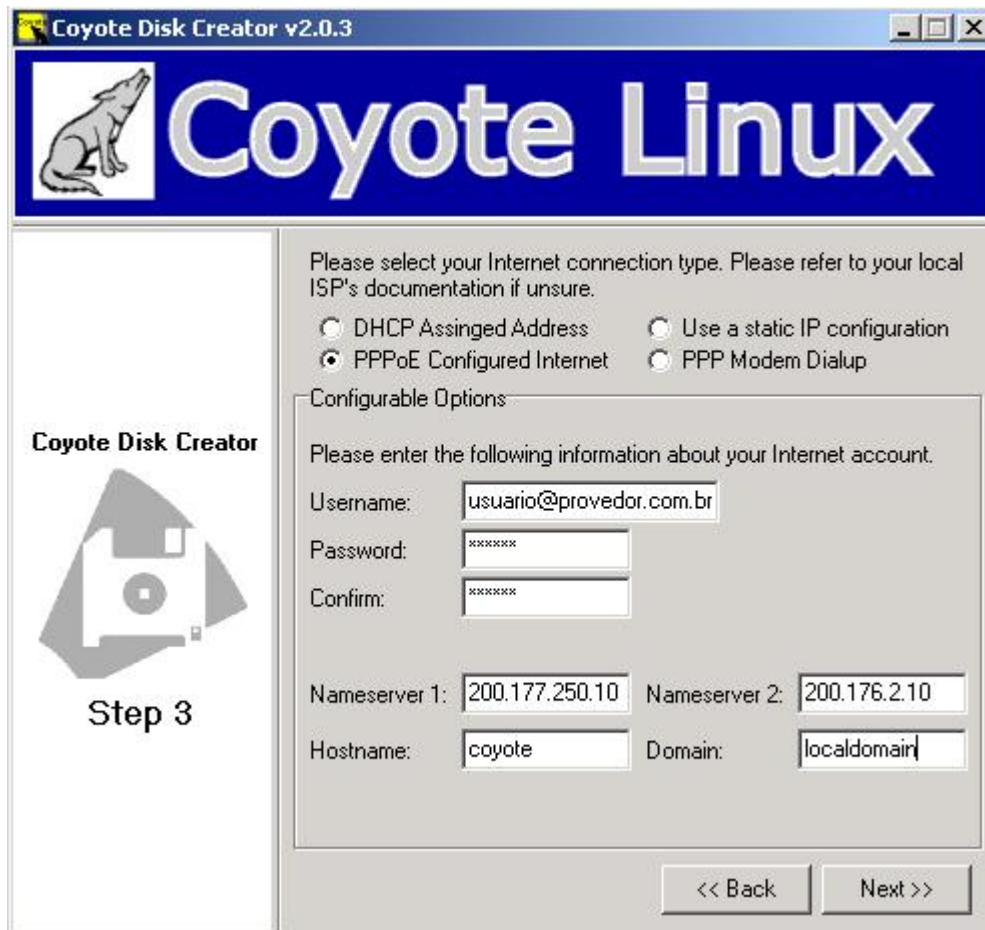 Coyote Disk Creator v2.0.3
Coyote Linux
Please select your Internet connection type. Please refer to your local
ISP's documentation if unsure.
DHCP Assinged Address
Use a static IP configuration
PPPoE Configured Internet
PPP Modem Dialup
Configurable Options
Coyote Disk Creator
Please enter the following information about your Internet account.
Username: usuario@provedor.com.br
Password: ******
Confirm: ******
Step 3
Nameserver 1: 200.177.250.10 Nameserver 2: 200.176.2.10
Hostname: coyote Domain: localdomain
<< Back Next >>